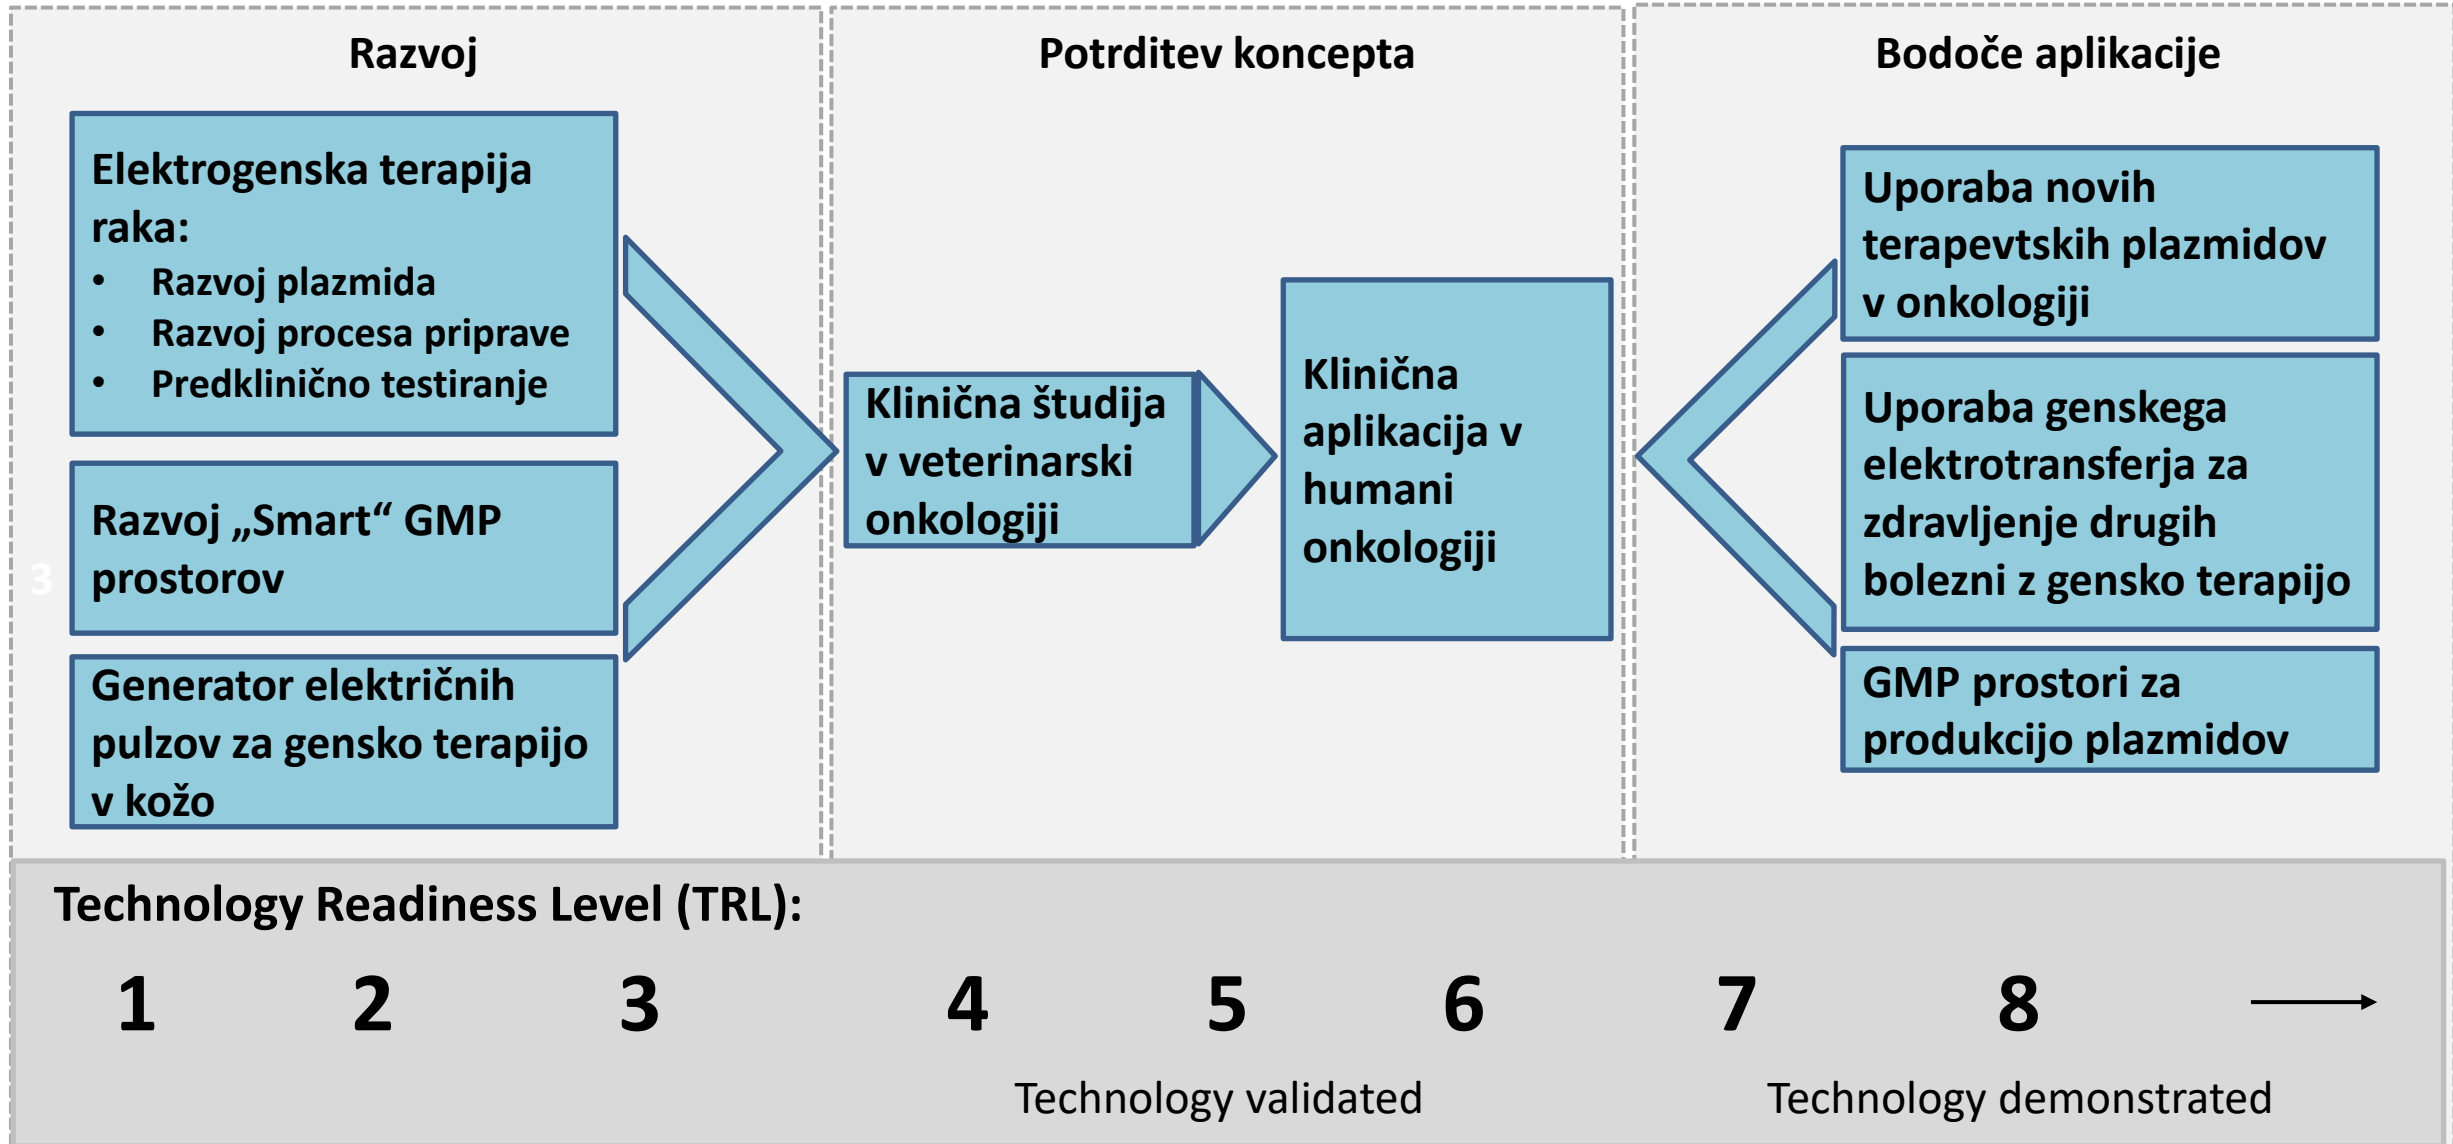 Razvoj
Elektrogenska terapija
raka:
• Razvoj plazmida
• Razvoj procesa priprave
• Predklinično testiranje
Razvoj „Smart“ GMP
prostorov
3
Generator električnih
pulzov za gensko terapijo
v kožo
Potrditev koncepta
Klinična študija
v veterinarski
onkologiji
Klinična
aplikacija v
humani
onkologiji
Bodoče aplikacije
Uporaba novih
terapevtskih plazmidov
v onkologiji
Uporaba genskega
elektrotransferja za
zdravljenje drugih
bolezni z gensko terapijo
GMP prostori za
produkcijo plazmidov
Technology Readiness Level (TRL):
1 2 3 4 5 6 7 8
Technology validated
Technology demonstrated